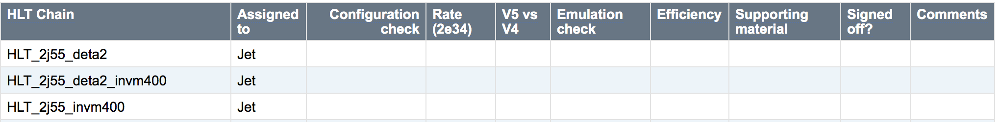 HLT Chain
Assigned
to
Configuration
check
Rate
(2e34)
V5 vs
V4
Emulation
check
Efficiency
Supporting
material
Signed
off?
Comments
HLT_2j55_deta2 Jet
HLT_2j55_deta2_invm400 Jet
HLT_2j55_invm400 Jet